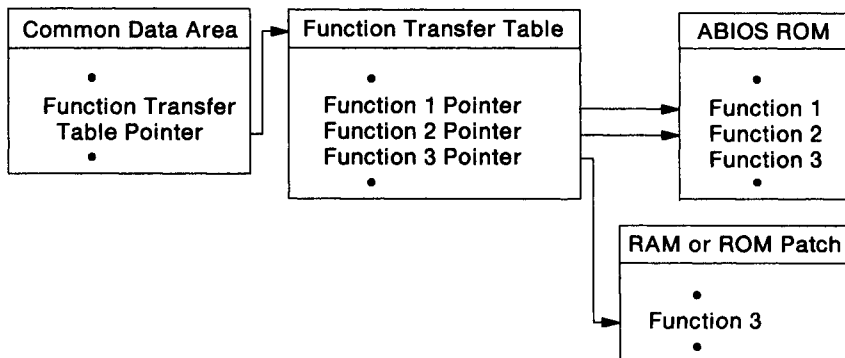 Common Data Area
Function Transfer
Table Pointer
Function Transfer Table
Function 1 Pointer
Function 2 Pointer
Function 3 Pointer
ABIOS ROM
Function 1
Function 2
Function 3
RAM or ROM Patch
Function 3